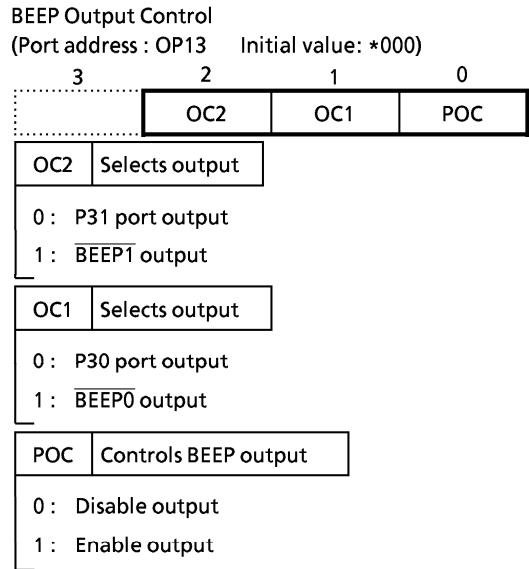 BEEP Output Control
(Port address : OP13 Initial value: *000)
3 2 1 0
OC2 OC1 POC
OC2 Selects output
0 : P31 port output
1 : B̅E̅E̅P̅1̅ output
OC1 Selects output
0 : P30 port output
1 : B̅E̅E̅P̅0̅ output
POC Controls BEEP output
0 : Disable output
1 : Enable output